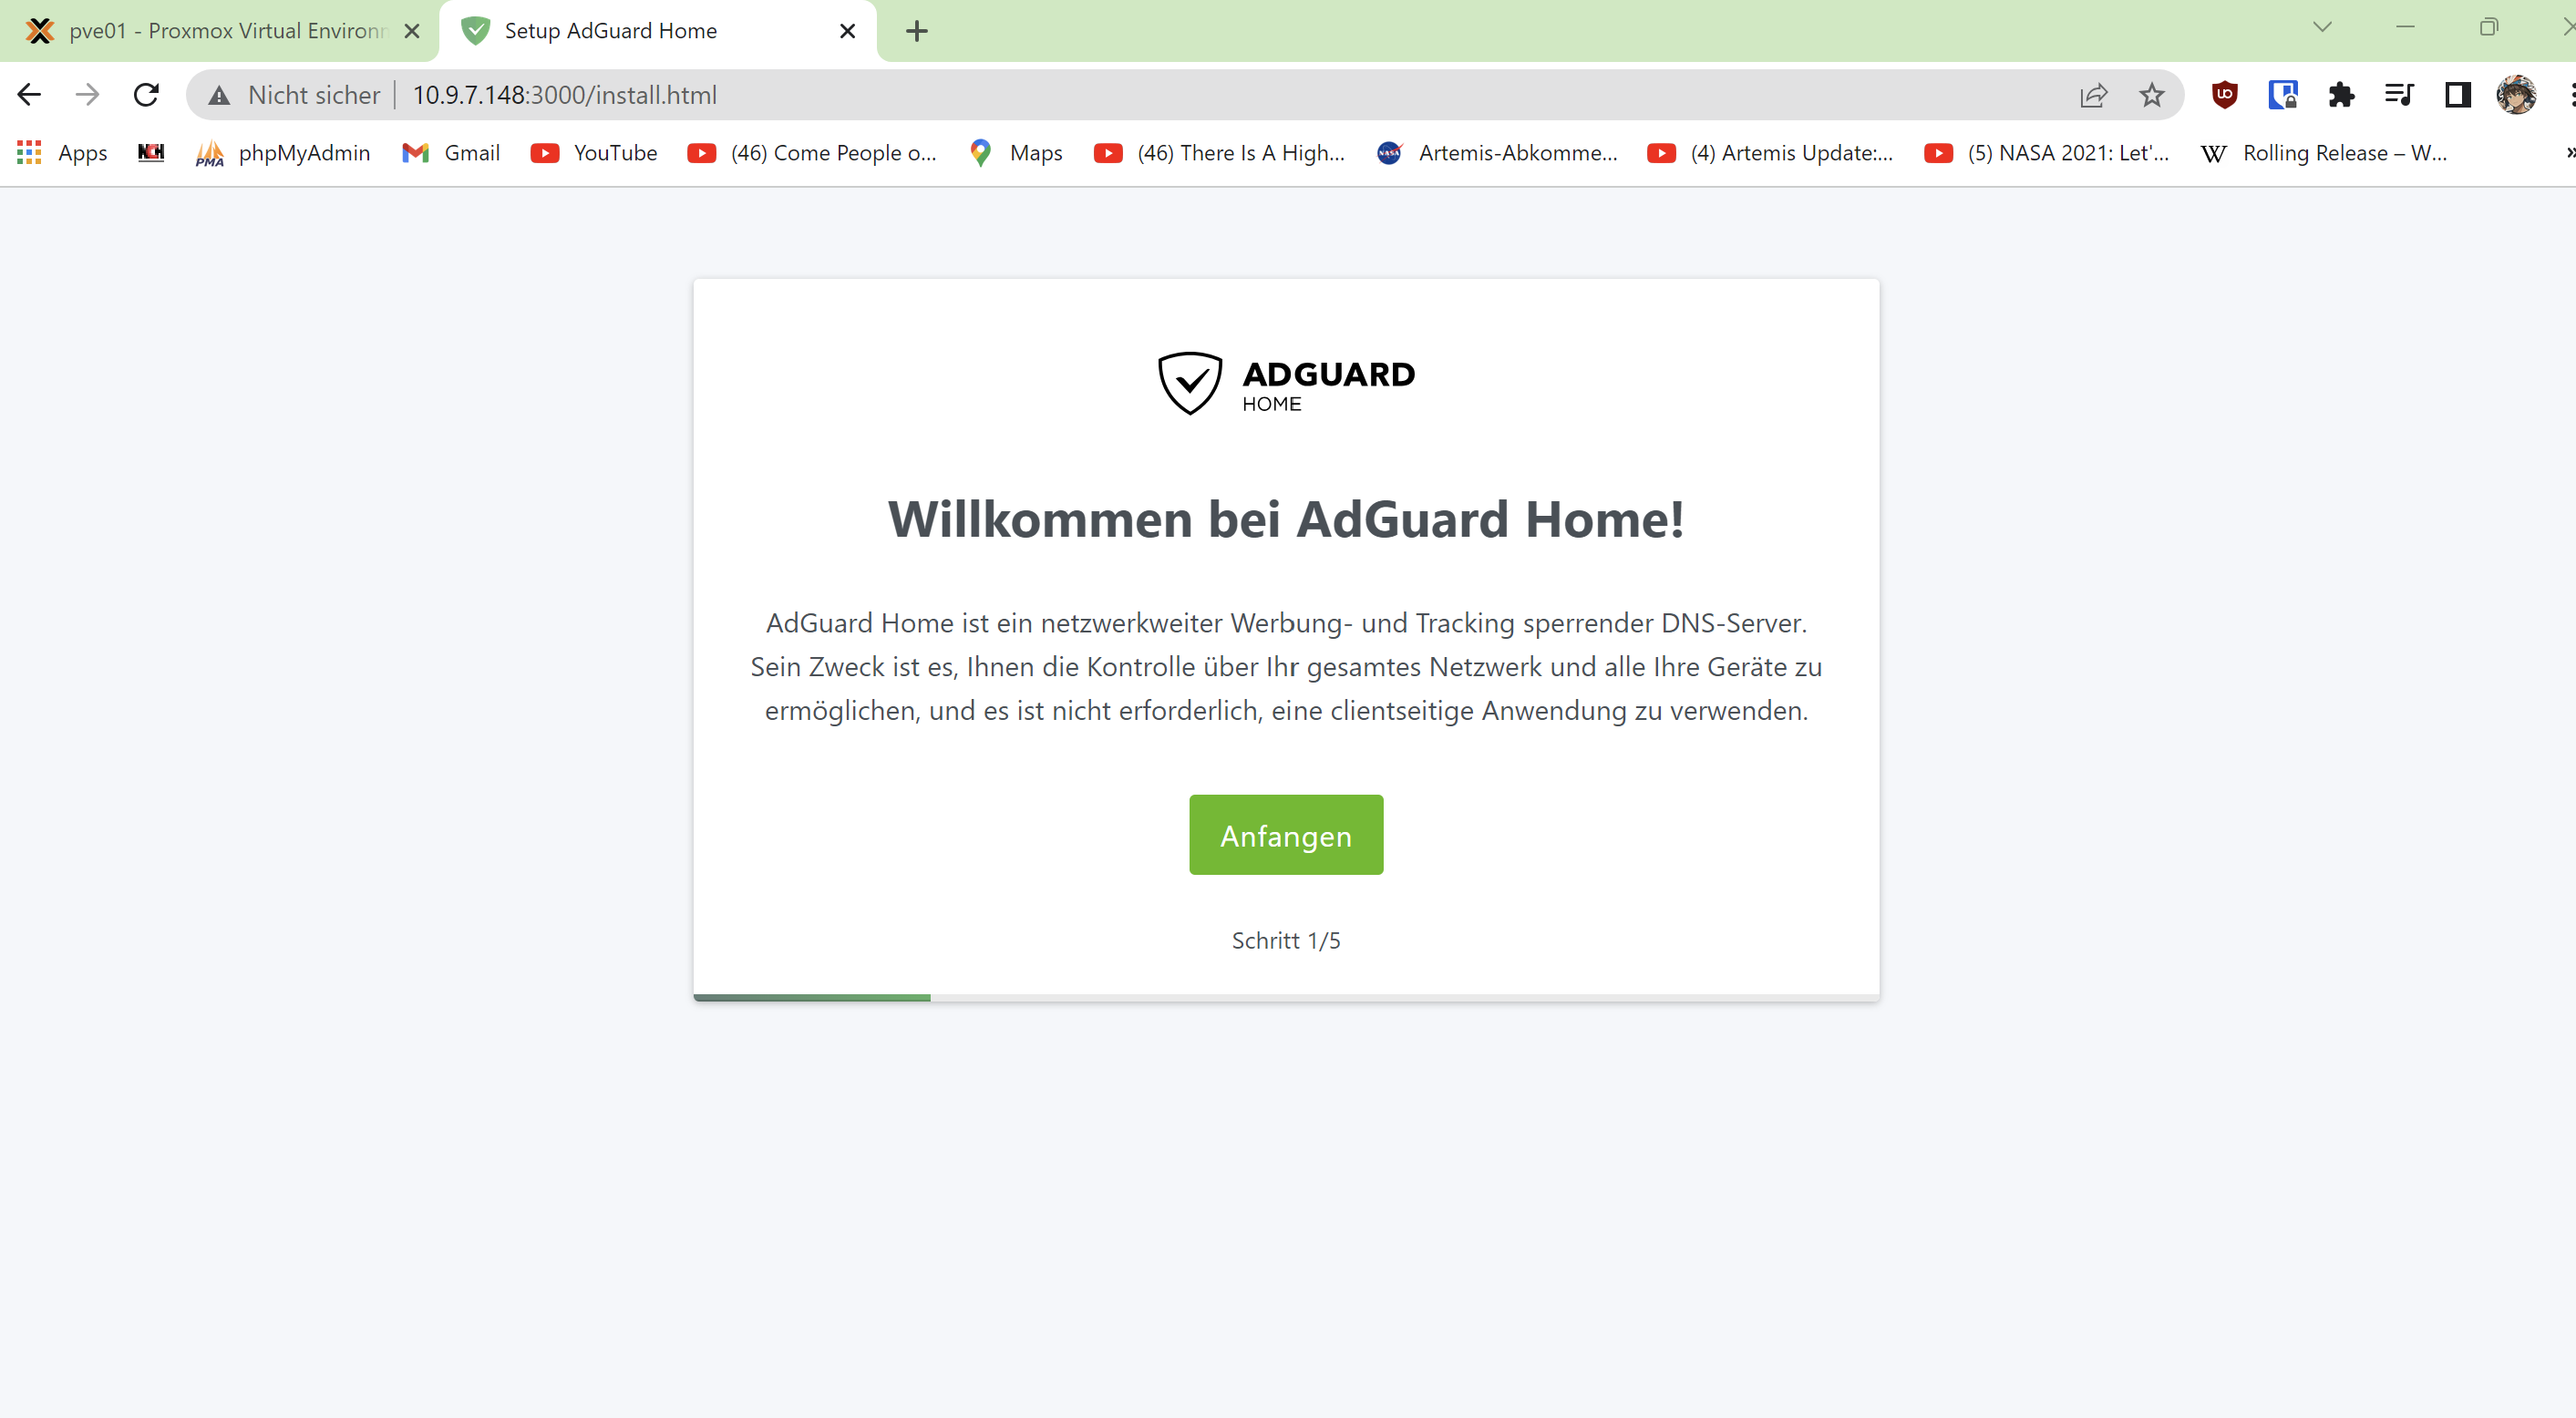 pve01 - Proxmox Virtual Environ
Setup AdGuard Home
Nicht sicher
10.9.7.148:3000/install.html
Apps
NCH
PMA
phpMyAdmin
Gmail
YouTube
(46) Come People o...
Maps
(46) There Is A High...
NASA
Artemis-Abkomme...
(4) Artemis Update:...
(5) NASA 2021: Let'...
W
Rolling Release – W...
»
ADGUARD
HOME
Willkommen bei AdGuard Home!
AdGuard Home ist ein netzwerkweiter Werbung- und Tracking sperrender DNS-Server.
Sein Zweck ist es, Ihnen die Kontrolle über Ihr gesamtes Netzwerk und alle Ihre Geräte zu
ermöglichen, und es ist nicht erforderlich, eine clientseitige Anwendung zu verwenden.
Anfangen
Schritt 1/5